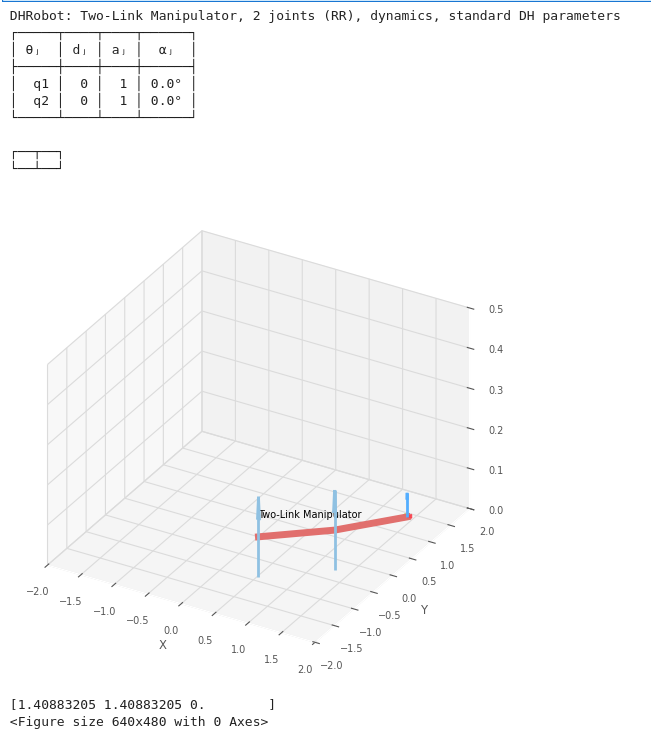 DHRobot: Two-Link Manipulator, 2 joints (RR), dynamics, standard DH parameters
θⱼ dⱼ aⱼ αⱼ
q1 0 1 0.0°
q2 0 1 0.0°
0.5
0.4
0.3
0.2
0.1
0.0
Two-Link Manipulator
−2.0 −1.5 −1.0 −0.5 0.0 0.5 1.0 1.5 2.0
X
−2.0 −1.5 −1.0 −0.5 0.0 0.5 1.0 1.5 2.0
Y
[1.40883205 1.40883205 0.        ]
<Figure size 640x480 with 0 Axes>